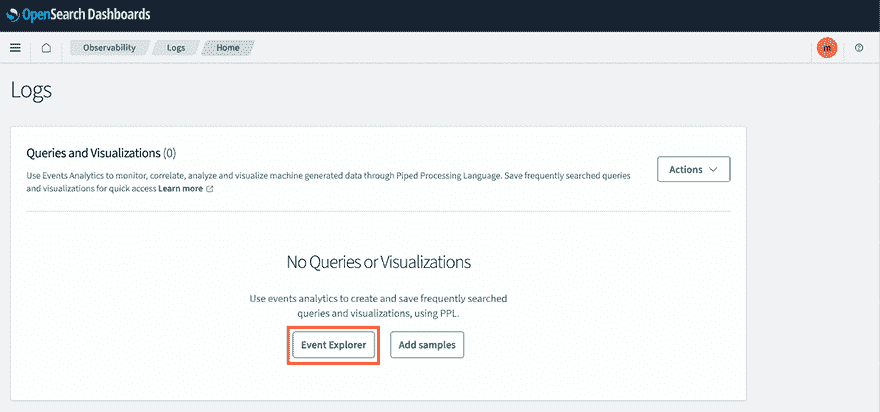 OpenSearch Dashboards
Observability
Logs
Home
m
Logs
Queries and Visualizations (0)
Use Events Analytics to monitor, correlate, analyze and visualize machine generated data through Piped Processing Language. Save frequently searched queries
and visualizations for quick access Learn more
Actions
No Queries or Visualizations
Use events analytics to create and save frequently searched
queries and visualizations, using PPL.
Event Explorer
Add samples